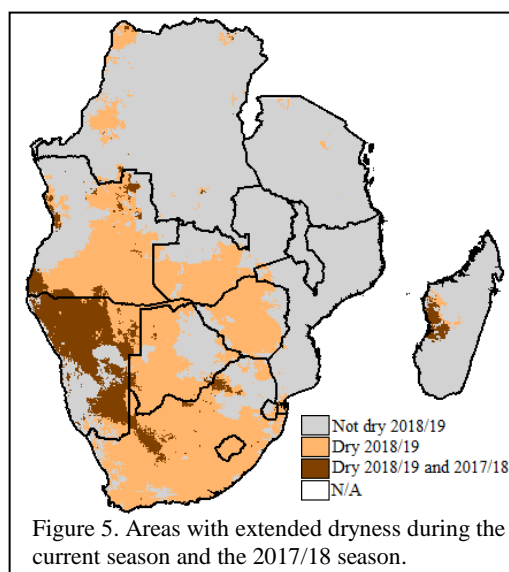 Not dry 2018/19
Dry 2018/19
Dry 2018/19 and 2017/18
N/A
Figure 5. Areas with extended dryness during the
current season and the 2017/18 season.